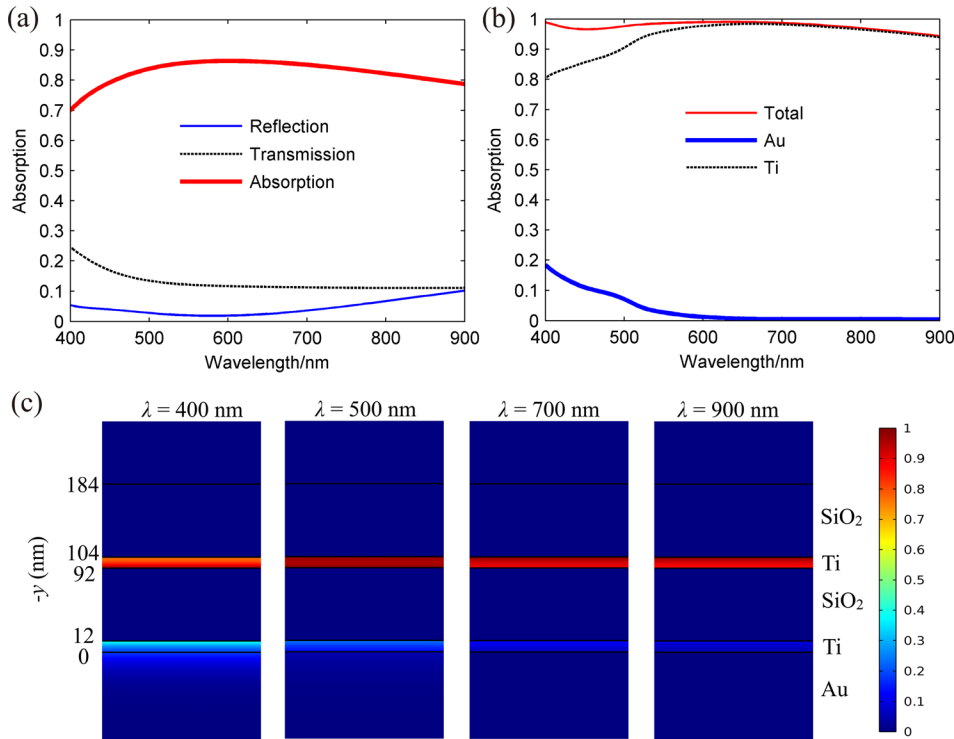 (a)
1
0.9
0.8
0.7
0.6
0.5
0.4
0.3
0.2
0.1
0
Absorption
Reflection
Transmission
Absorption
400 500 600 700 800 900
Wavelength/nm
(b)
1
0.9
0.8
0.7
0.6
0.5
0.4
0.3
0.2
0.1
0
Absorption
Total
Au
Ti
400 500 600 700 800 900
Wavelength/nm
(c)
λ = 400 nm λ = 500 nm λ = 700 nm λ = 900 nm
-y (nm)
184
104
92
12
0
SiO₂
Ti
SiO₂
Ti
Au
1
0.9
0.8
0.7
0.6
0.5
0.4
0.3
0.2
0.1
0